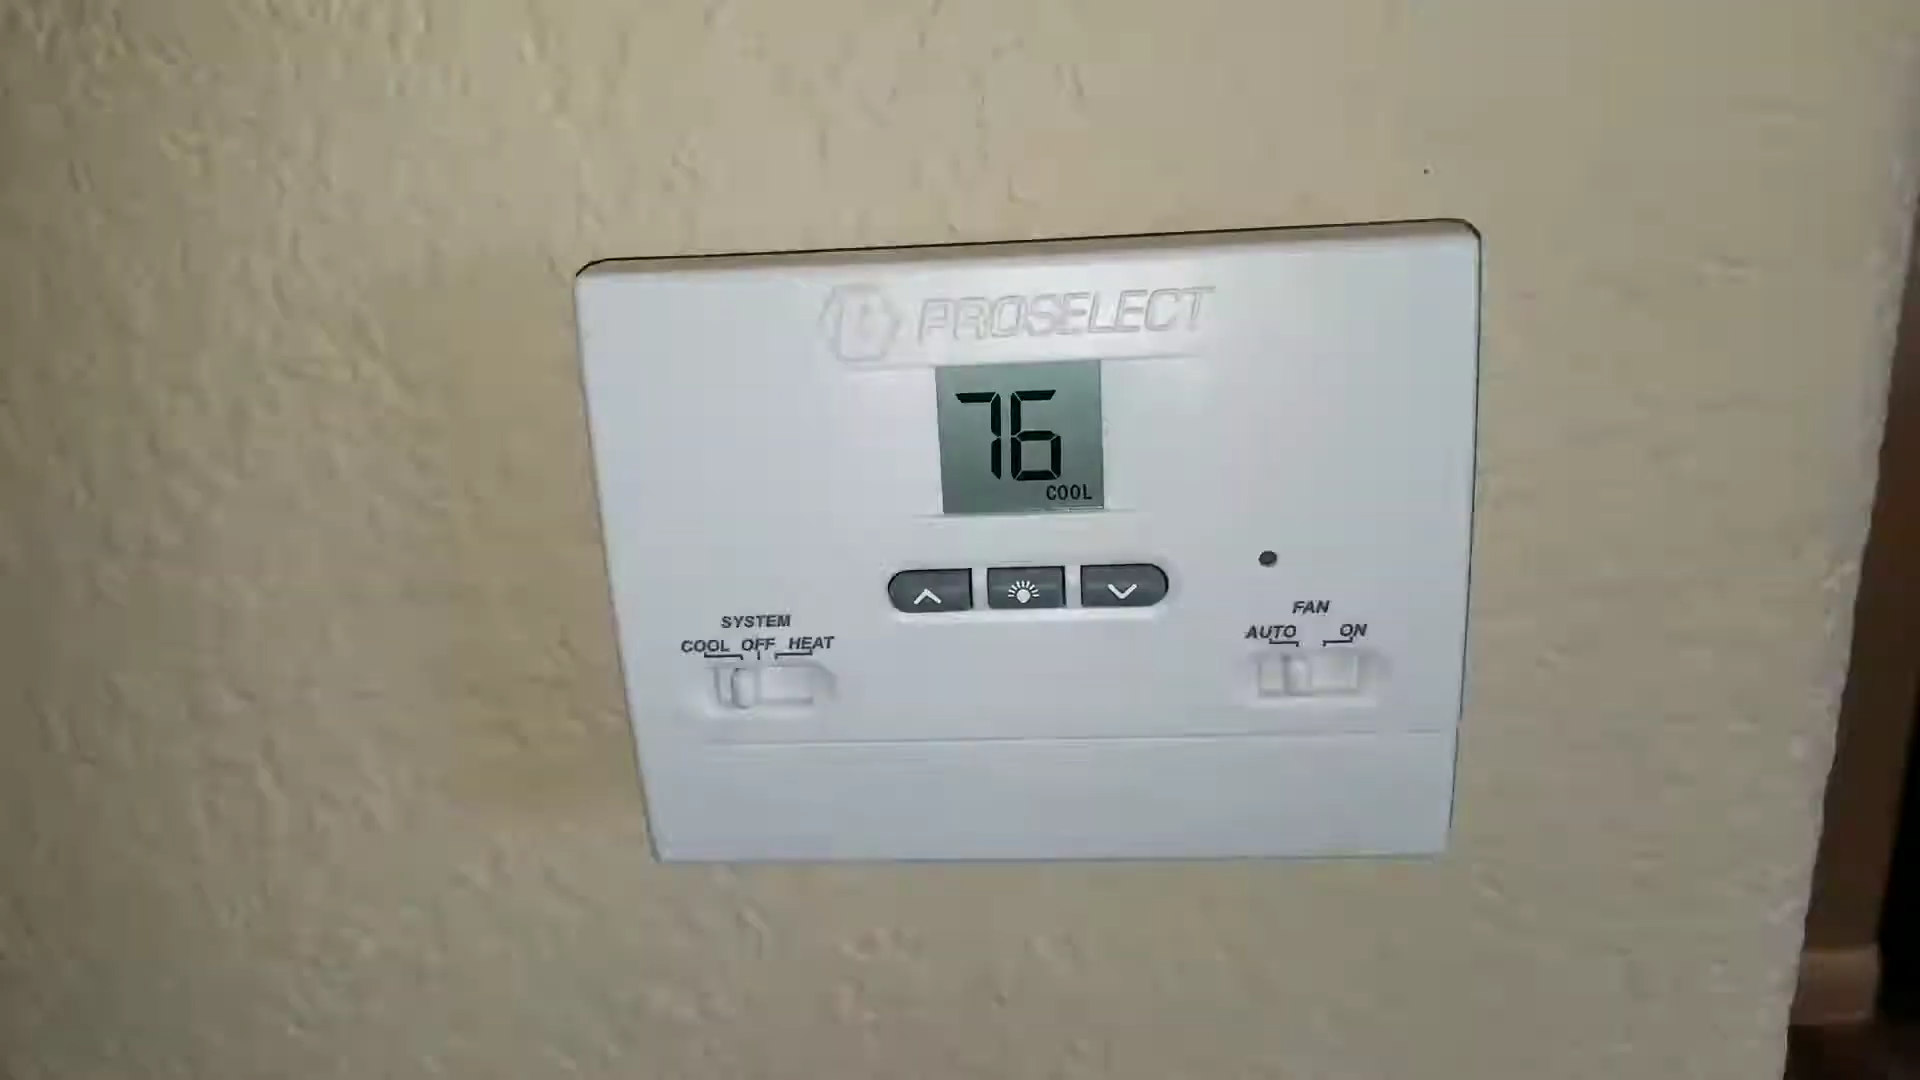 PROSELECT
76
COOL
SYSTEM
COOL OFF HEAT
FAN
AUTO ON